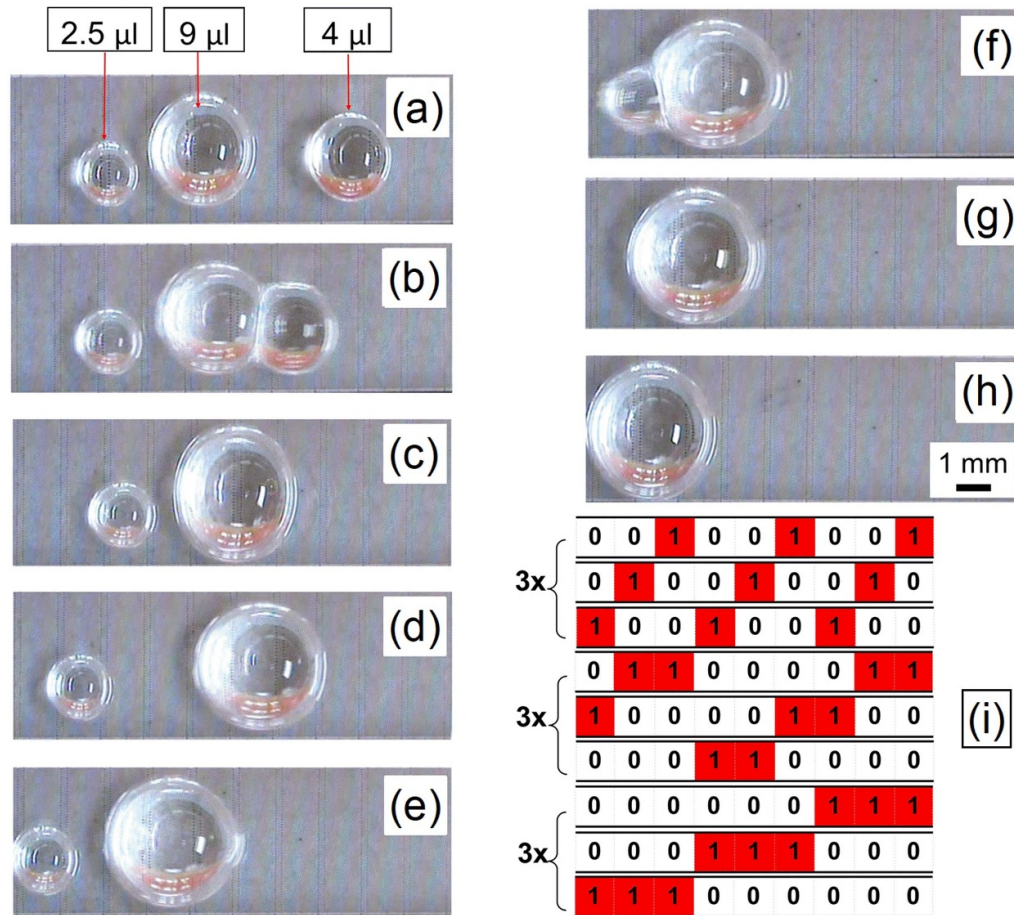 2.5 µl
9 µl
4 µl
(a)
(b)
(c)
(d)
(e)
(f)
(g)
(h)
1 mm
3x
0 0 1 0 0 1 0 0 1
0 1 0 0 1 0 0 1 0
1 0 0 1 0 0 1 0 0
3x
0 1 1 0 0 0 0 1 1
1 0 0 0 0 1 1 0 0
0 0 0 1 1 0 0 0 0
3x
0 0 0 0 0 0 1 1 1
0 0 0 1 1 1 0 0 0
1 1 1 0 0 0 0 0 0
(i)